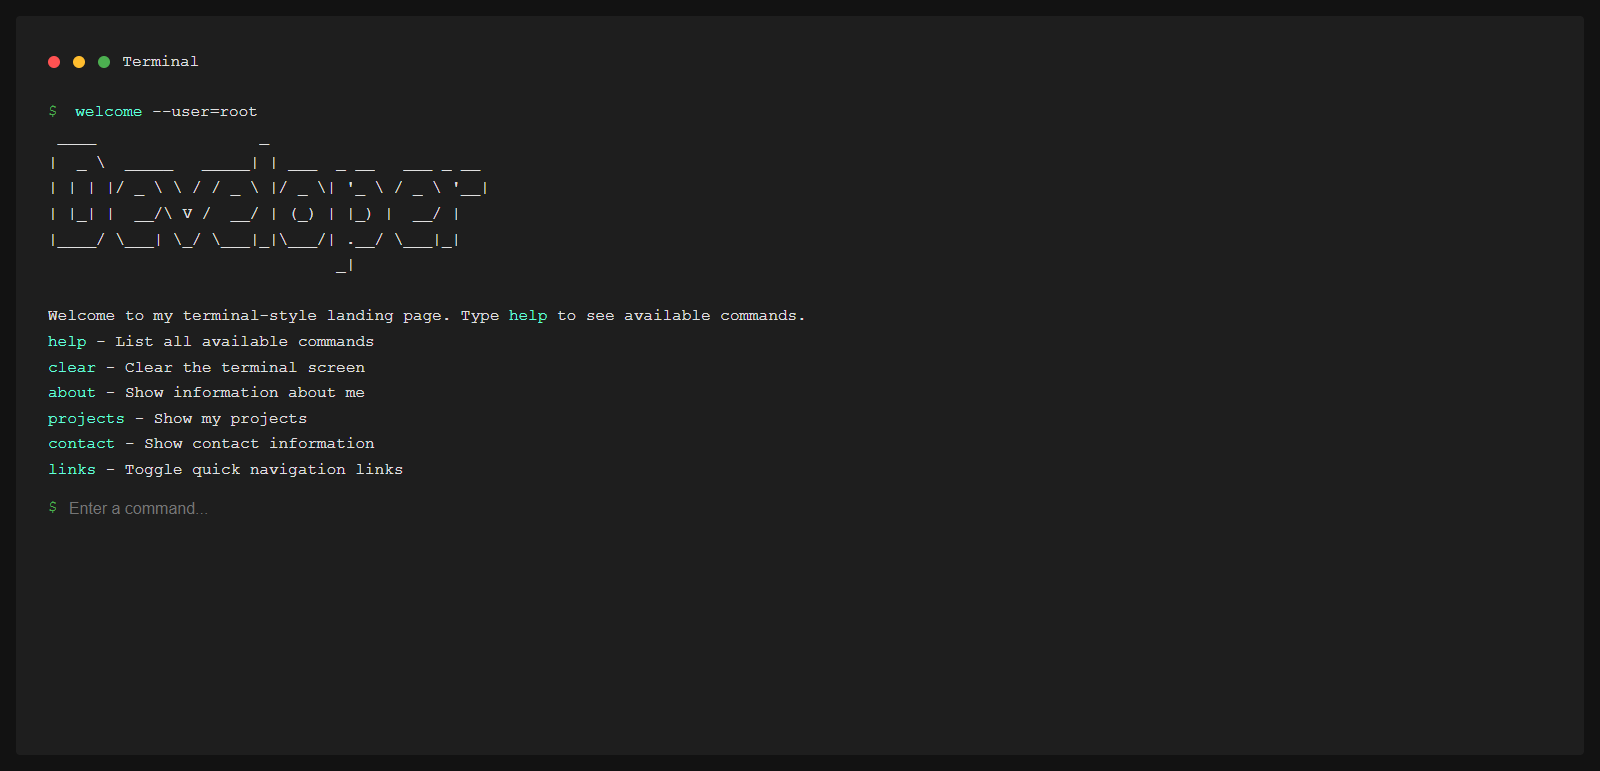 Terminal
$ welcome --user=root
 ____                 _
|  _ \  _____   _____| | ___  _ __   ___ _ __
| | | |/ _ \ \ / / _ \ |/ _ \| '_ \ / _ \ '__|
| |_| |  __/\ V /  __/ | (_) | |_) |  __/ |
|____/ \___| \_/ \___|_|\___/| .__/ \___|_|
                              _|
Welcome to my terminal-style landing page. Type help to see available commands.
help - List all available commands
clear - Clear the terminal screen
about - Show information about me
projects - Show my projects
contact - Show contact information
links - Toggle quick navigation links
$ Enter a command...